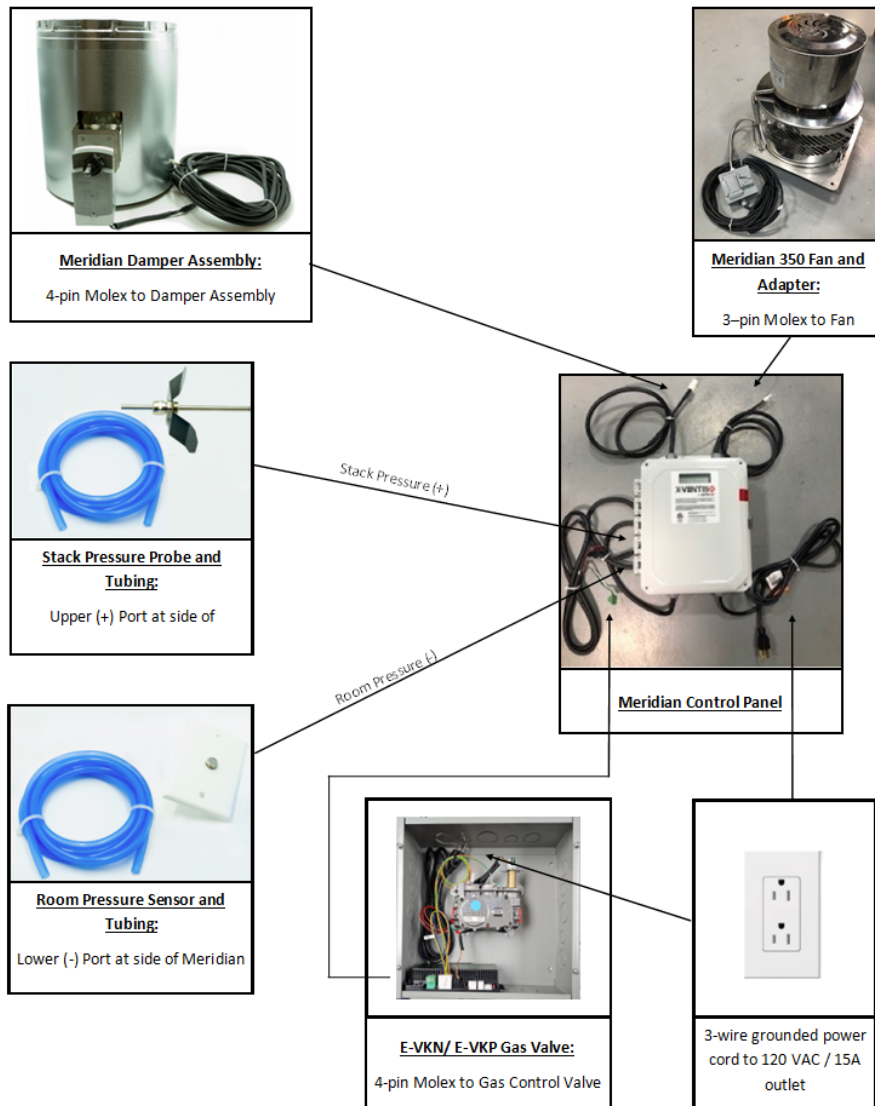 Meridian Damper Assembly:
4-pin Molex to Damper Assembly
Meridian 350 Fan and
Adapter:
3–pin Molex to Fan
Stack Pressure (+)
Stack Pressure Probe and
Tubing:
Upper (+) Port at side of
VENTIS
Meridian Control Panel
Room Pressure (-)
Room Pressure Sensor and
Tubing:
Lower (-) Port at side of Meridian
E-VKN/ E-VKP Gas Valve:
4-pin Molex to Gas Control Valve
3-wire grounded power
cord to 120 VAC / 15A
outlet